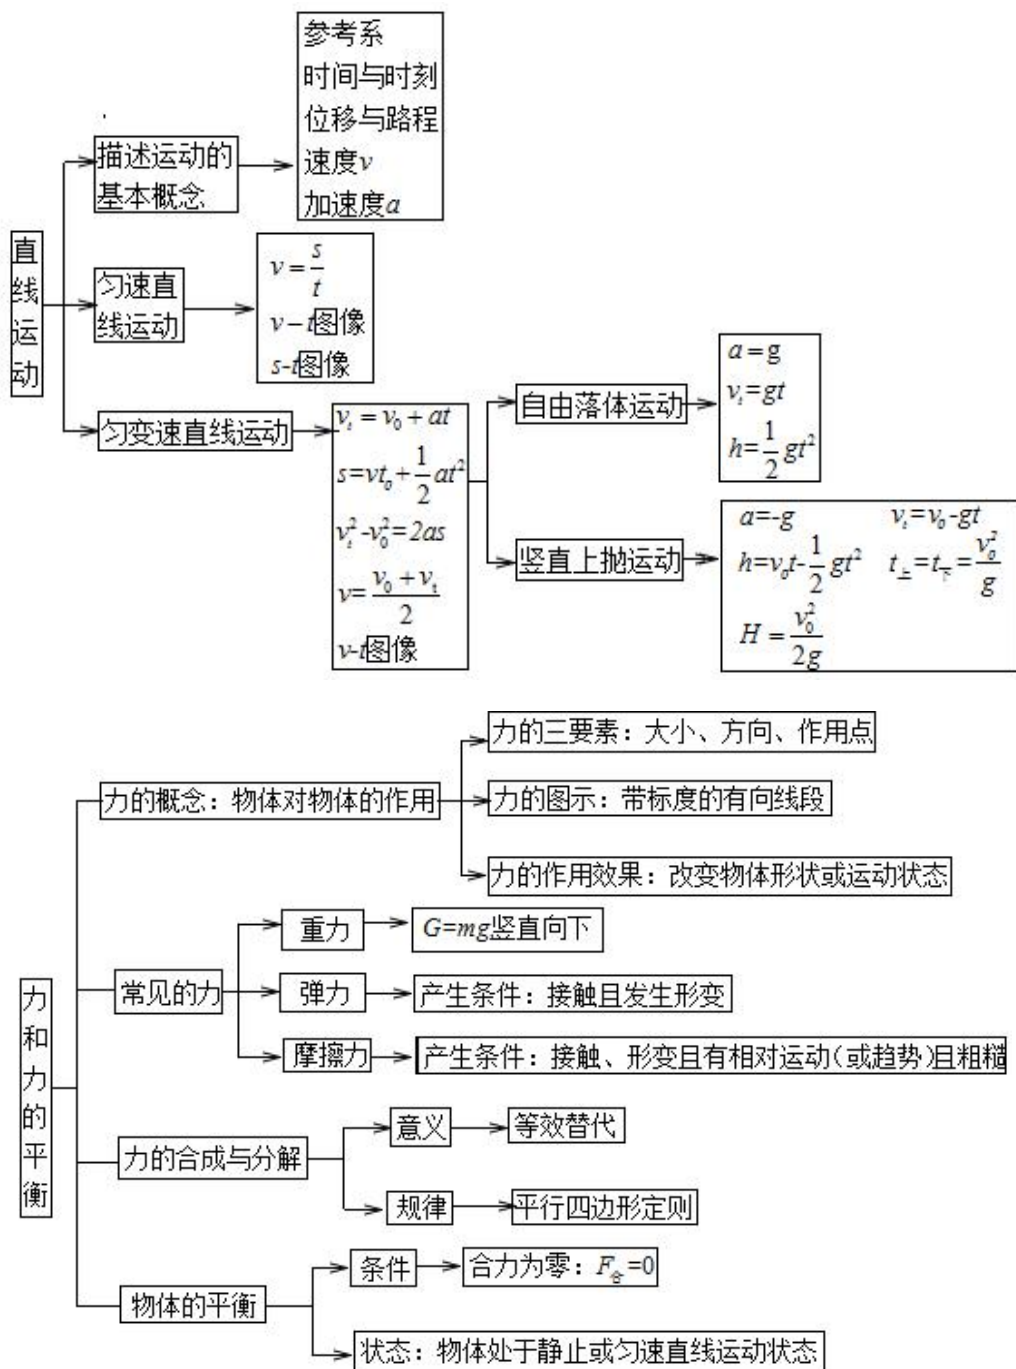 参考系
时间与时刻
位移与路程
速度v
加速度a
描述运动的
基本概念
直线运动
匀速直
线运动
v = s/t
v－t图像
s-t图像
匀变速直线运动
v_t = v_0 + at
s=vt_0+1/2 at²
v_t²-v_0²=2as
v=(v_0+v_t)/2
v-t图像
自由落体运动
a=g
v_t=gt
h=1/2 gt²
竖直上抛运动
a=-g v_t=v_0-gt
h=v_0t-1/2 gt² t_上=t_下=v_0²/g
H=v_0²/2g
力和力的平衡
力的概念：物体对物体的作用
力的三要素：大小、方向、作用点
力的图示：带标度的有向线段
力的作用效果：改变物体形状或运动状态
常见的力
重力
G=mg竖直向下
弹力
产生条件：接触且发生形变
摩擦力
产生条件：接触、形变且有相对运动(或趋势)且粗糙
力的合成与分解
意义
等效替代
规律
平行四边形定则
物体的平衡
条件
合力为零：F_合=0
状态：物体处于静止或匀速直线运动状态